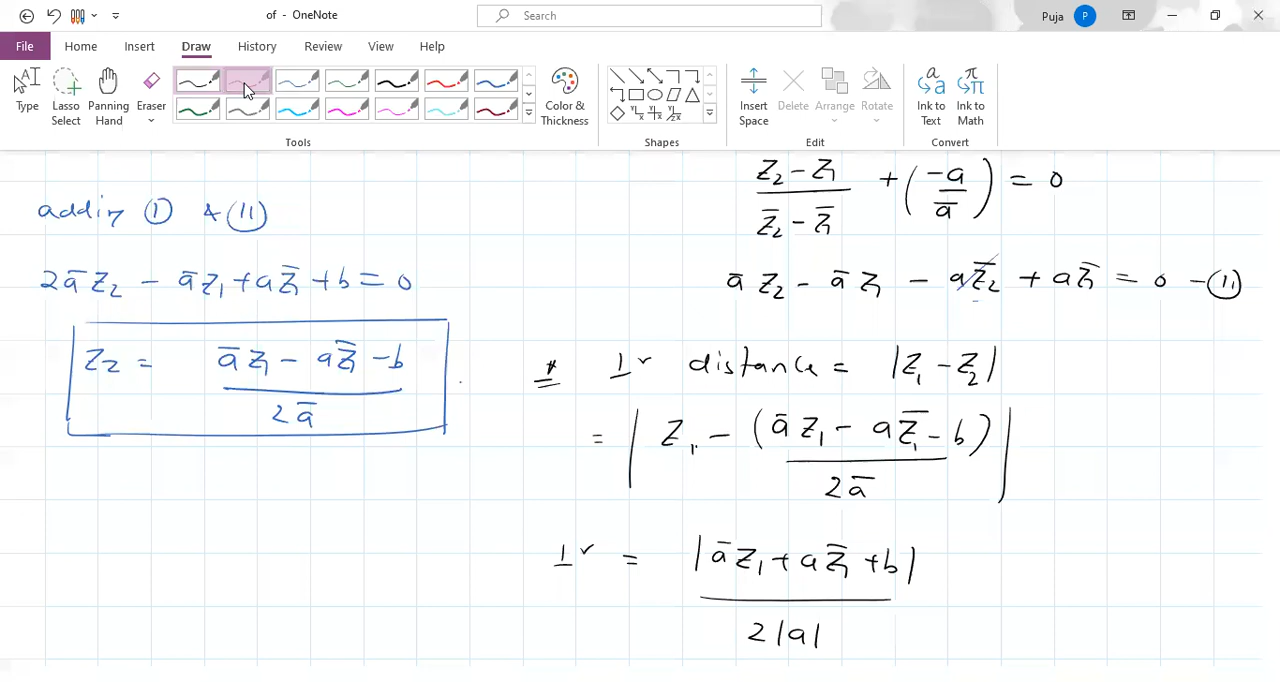 of - OneNote
Search
Puja P
File Home Insert Draw History Review View Help
Type Lasso Select Panning Hand Eraser Color & Thickness Insert Space Delete Arrange Rotate Ink to Text Ink to Math
Tools Shapes Edit Convert
(z₂ - z₁)/(z̄₂ - z̄₁) + (-a/ā) = 0
addin (I) & (II)
2āz₂ - āz₁ + az̄₁ + b = 0
āz₂ - āz₁ - az̄₂ + az̄₁ = 0 - (II)
z₂ = (āz₁ - az̄₁ - b)/2ā
* ⊥r distance = |z₁ - z₂|
= |z₁ - (āz₁ - az̄₁ - b)/2ā|
⊥r = |āz₁ + az̄₁ + b|/2|a|